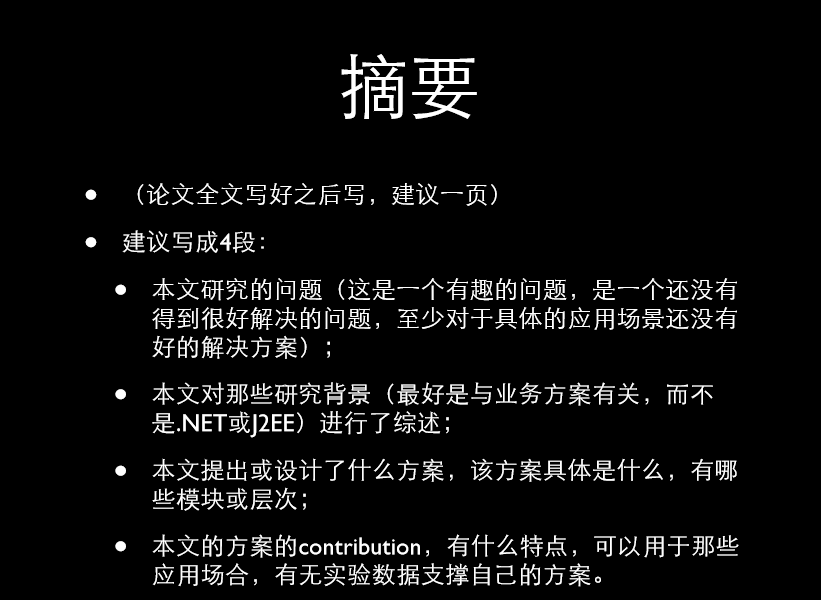 摘要
• （论文全文写好之后写，建议一页）
• 建议写成4段：
• 本文研究的问题（这是一个有趣的问题，是一个还没有
得到很好解决的问题，至少对于具体的应用场景还没有
好的解决方案）；
• 本文对那些研究背景（最好是与业务方案有关，而不
是.NET或J2EE）进行了综述；
• 本文提出或设计了什么方案，该方案具体是什么，有哪
些模块或层次；
• 本文的方案的contribution，有什么特点，可以用于那些
应用场合，有无实验数据支撑自己的方案。